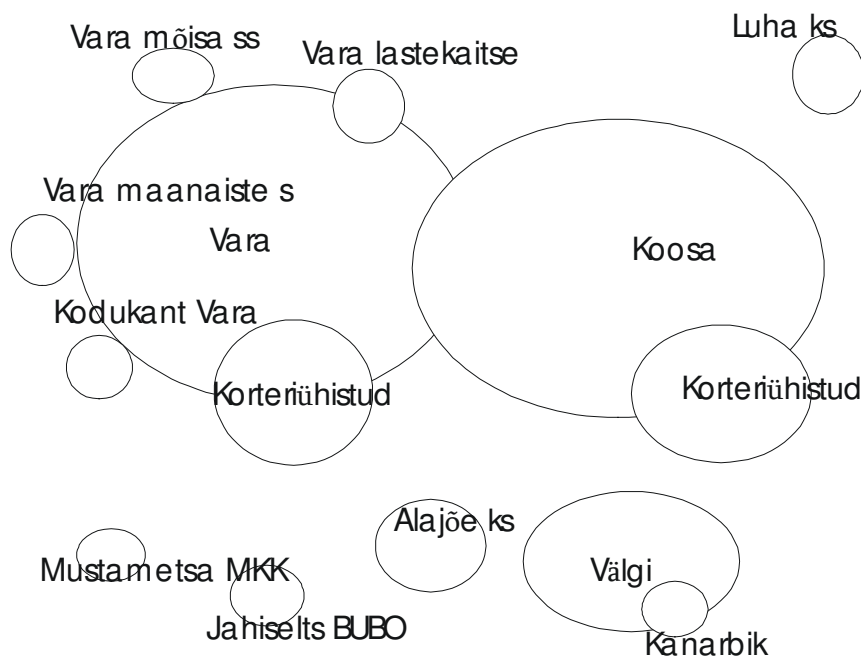 Luha ks
Vara mõisa ss
Vara lastekaitse
Vara maanaiste s
Vara
Koosa
Kodukant Vara
Korteriühistud
Korteriühistud
Alajõe ks
Mustametsa MKK
Välgi
Jahiselts BUBO
Kanarbik